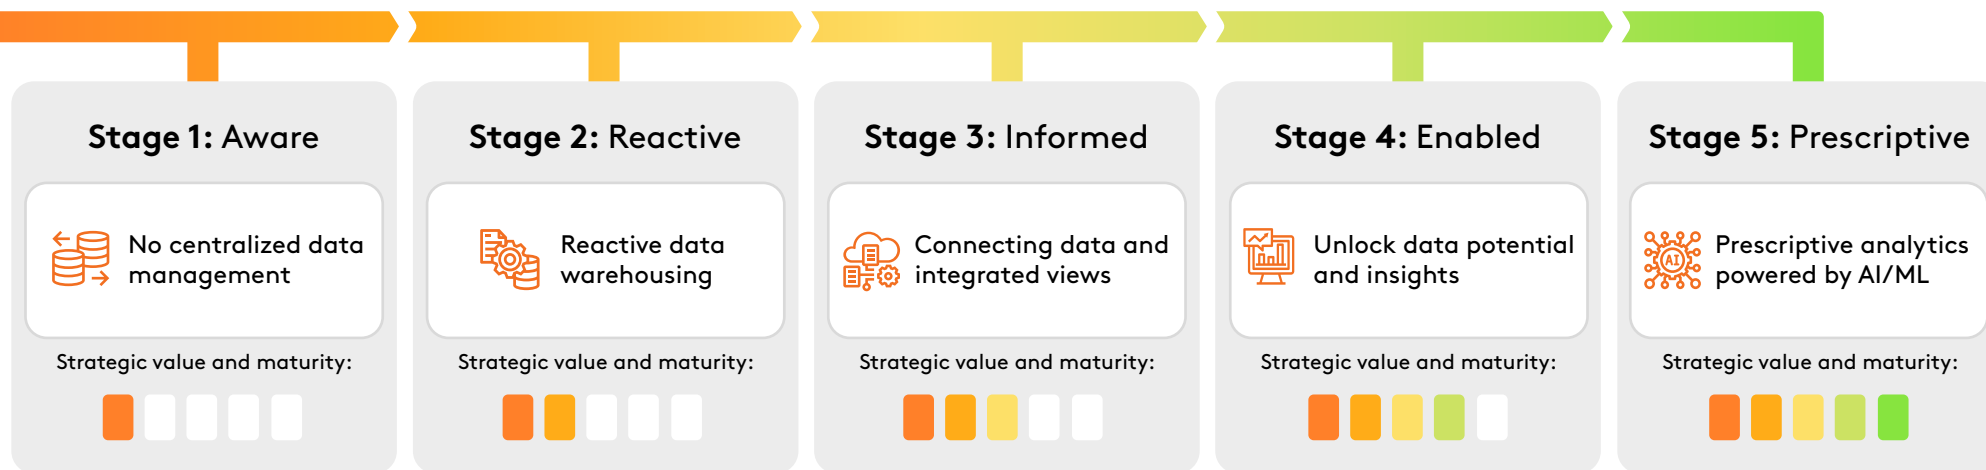 Stage 1: Aware
No centralized data
management
Strategic value and maturity:
Stage 2: Reactive
Reactive data
warehousing
Strategic value and maturity:
Stage 3: Informed
Connecting data and
integrated views
Strategic value and maturity:
Stage 4: Enabled
Unlock data potential
and insights
Strategic value and maturity:
Stage 5: Prescriptive
AI
Prescriptive analytics
powered by AI/ML
Strategic value and maturity: